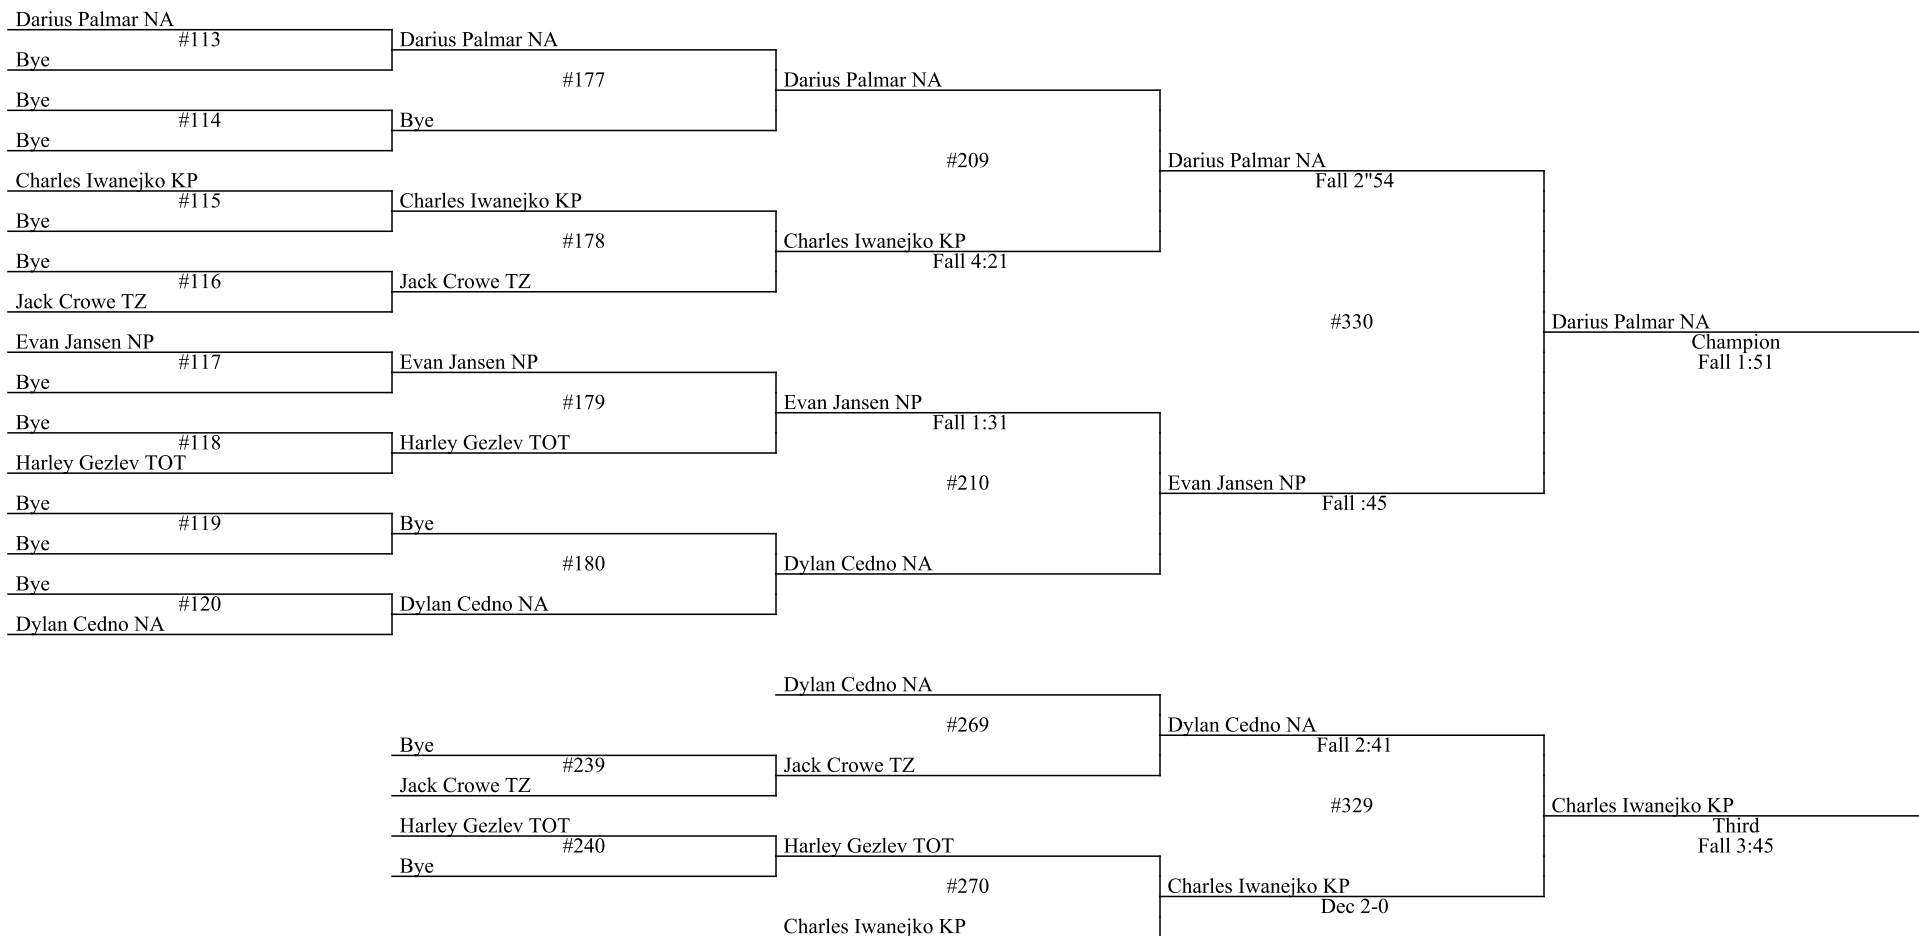 Darius Palmar NA
#113
Darius Palmar NA
Bye
#177
Darius Palmar NA
Bye
#114
Bye
Bye
#209
Darius Palmar NA
Fall 2"54
Charles Iwanejko KP
#115
Charles Iwanejko KP
Bye
#178
Charles Iwanejko KP
Fall 4:21
Bye
#116
Jack Crowe TZ
Jack Crowe TZ
#330
Darius Palmar NA
Champion
Fall 1:51
Evan Jansen NP
#117
Evan Jansen NP
Bye
#179
Evan Jansen NP
Fall 1:31
Bye
#118
Harley Gezlev TOT
Harley Gezlev TOT
#210
Evan Jansen NP
Fall :45
Bye
#119
Bye
Bye
#180
Dylan Cedno NA
Bye
#120
Dylan Cedno NA
Dylan Cedno NA
Dylan Cedno NA
#269
Dylan Cedno NA
Fall 2:41
Bye
#239
Jack Crowe TZ
Jack Crowe TZ
#329
Charles Iwanejko KP
Third
Fall 3:45
Harley Gezlev TOT
#240
Harley Gezlev TOT
Bye
#270
Charles Iwanejko KP
Dec 2-0
Charles Iwanejko KP